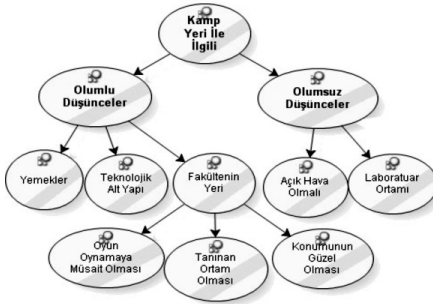 Kamp
Yeri İle
İlgili
Olumlu
Düşünceler
Olumsuz
Düşünceler
Yemekler
Teknolojik
Alt Yapı
Fakültenin
Yeri
Açık Hava
Olmalı
Laboratuar
Ortamı
Oyun
Oynamaya
Müsait Olması
Tanınan
Ortam
Olması
Konumunun
Güzel
Olması